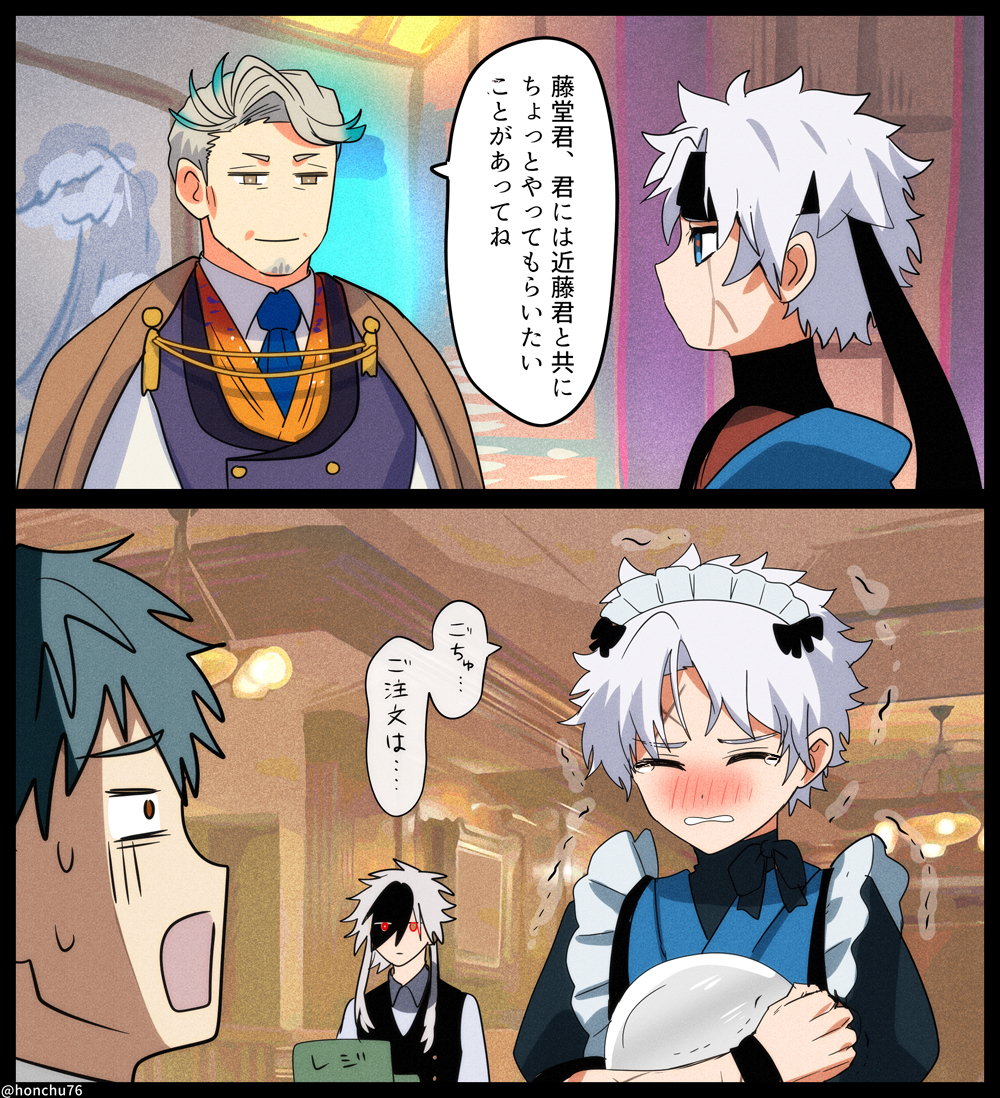 藤堂君、君には近藤君と共に
ちょっとやってもらいたい
ことがあってね
ごちゅ…
ご注文は‥‥
レジ
@honchu76